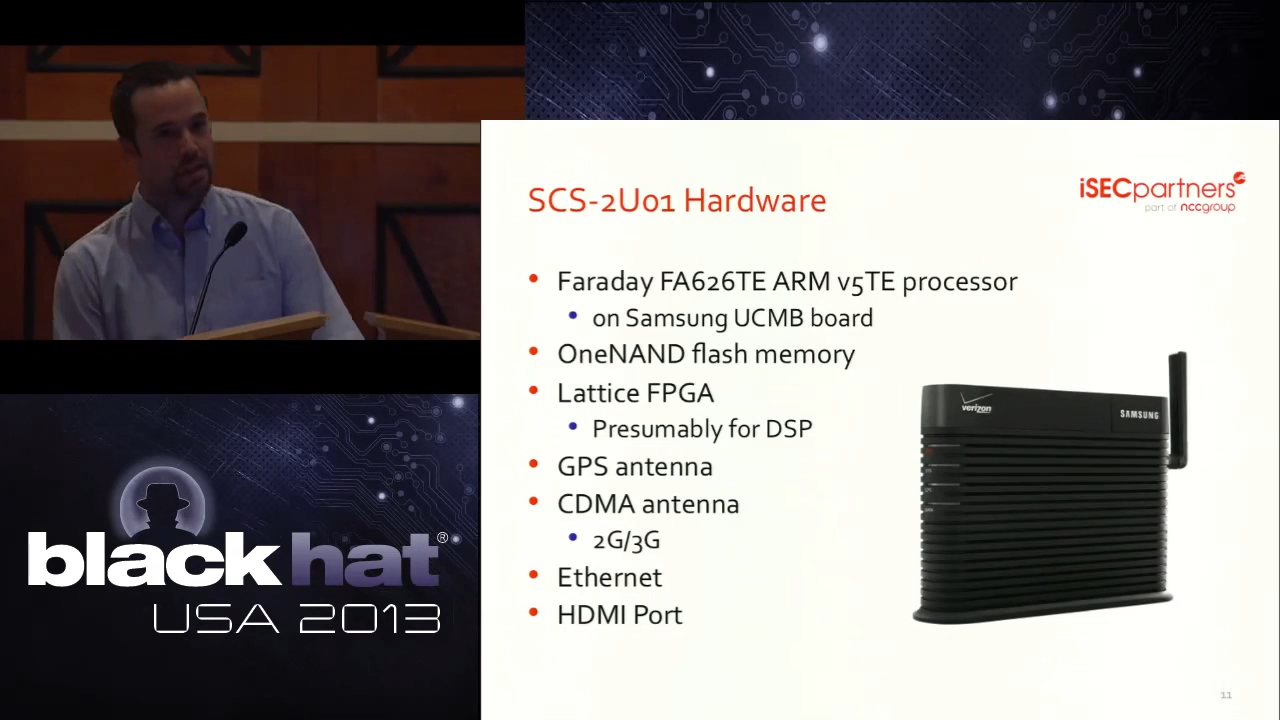 SCS-2U01 Hardware
iSECpartners
part of nccgroup
• Faraday FA626TE ARM v5TE processor
• on Samsung UCMB board
• OneNAND flash memory
• Lattice FPGA
• Presumably for DSP
• GPS antenna
• CDMA antenna
• 2G/3G
• Ethernet
• HDMI Port
verizon
SAMSUNG
11
black hat®
USA 2013